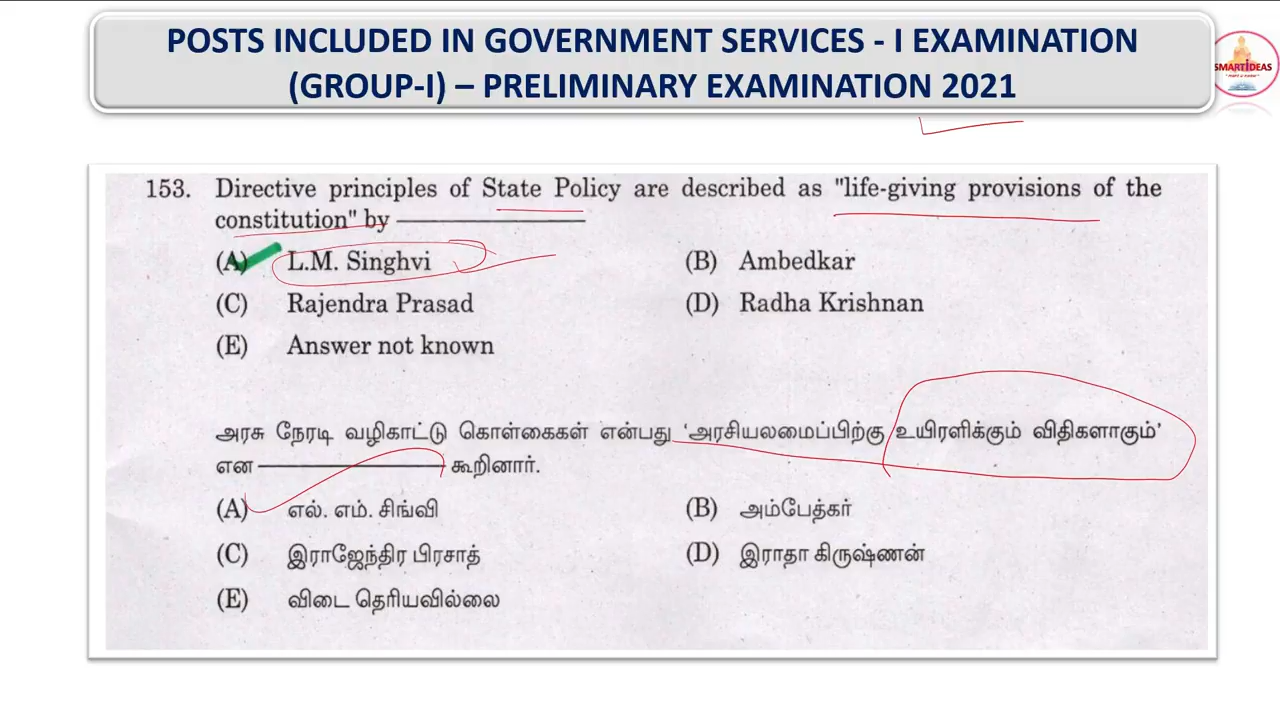 POSTS INCLUDED IN GOVERNMENT SERVICES - I EXAMINATION
(GROUP-I) – PRELIMINARY EXAMINATION 2021
SMARTIDEAS
153. Directive principles of State Policy are described as "life-giving provisions of the
constitution" by
(A) L.M. Singhvi (B) Ambedkar
(C) Rajendra Prasad (D) Radha Krishnan
(E) Answer not known
அரசு நேரடி வழிகாட்டு கொள்கைகள் என்பது 'அரசியலமைப்பிற்கு உயிரளிக்கும் விதிகளாகும்'
என கூறினார்.
(A) எல். எம். சிங்வி (B) அம்பேத்கர்
(C) இராஜேந்திர பிரசாத் (D) இராதா கிருஷ்ணன்
(E) விடை தெரியவில்லை